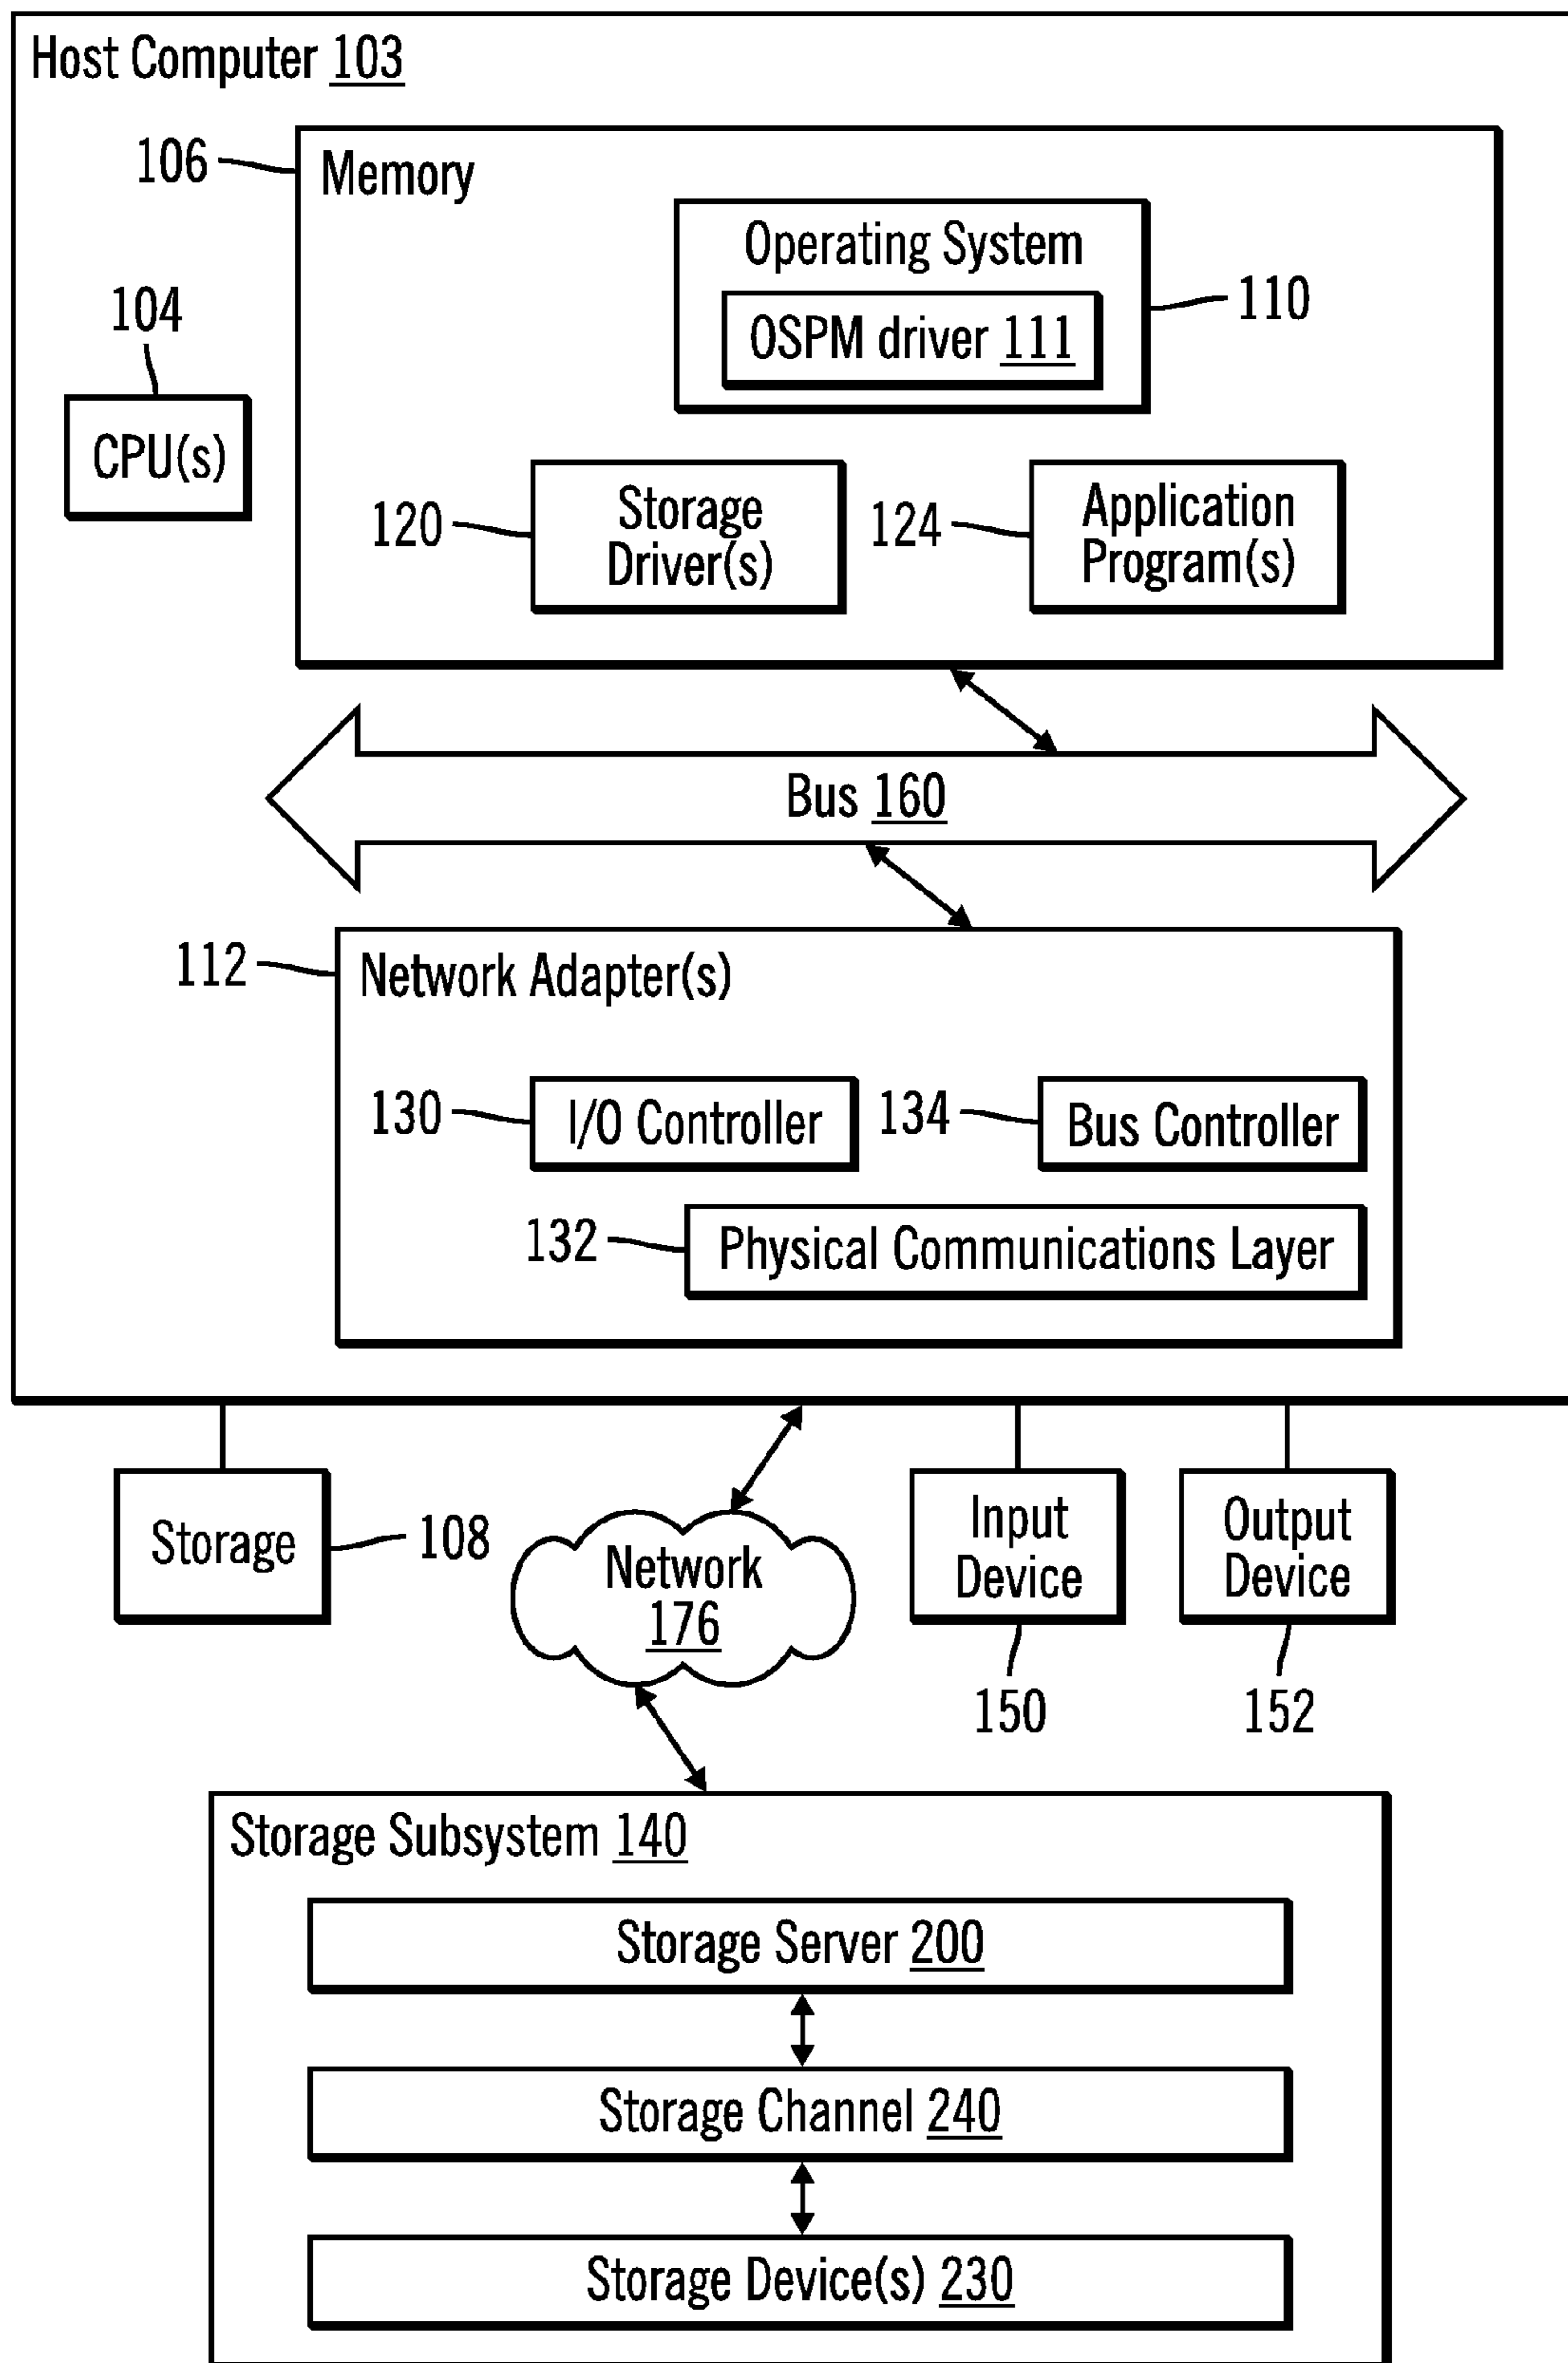 Host Computer 103
106
Memory
Operating System
110
OSPM driver 111
104
CPU(s)
120
Storage
Driver(s)
124
Application
Program(s)
Bus 160
112
Network Adapter(s)
130
I/O Controller
134
Bus Controller
132
Physical Communications Layer
Storage
108
Network
176
Input
Device
150
Output
Device
152
Storage Subsystem 140
Storage Server 200
Storage Channel 240
Storage Device(s) 230